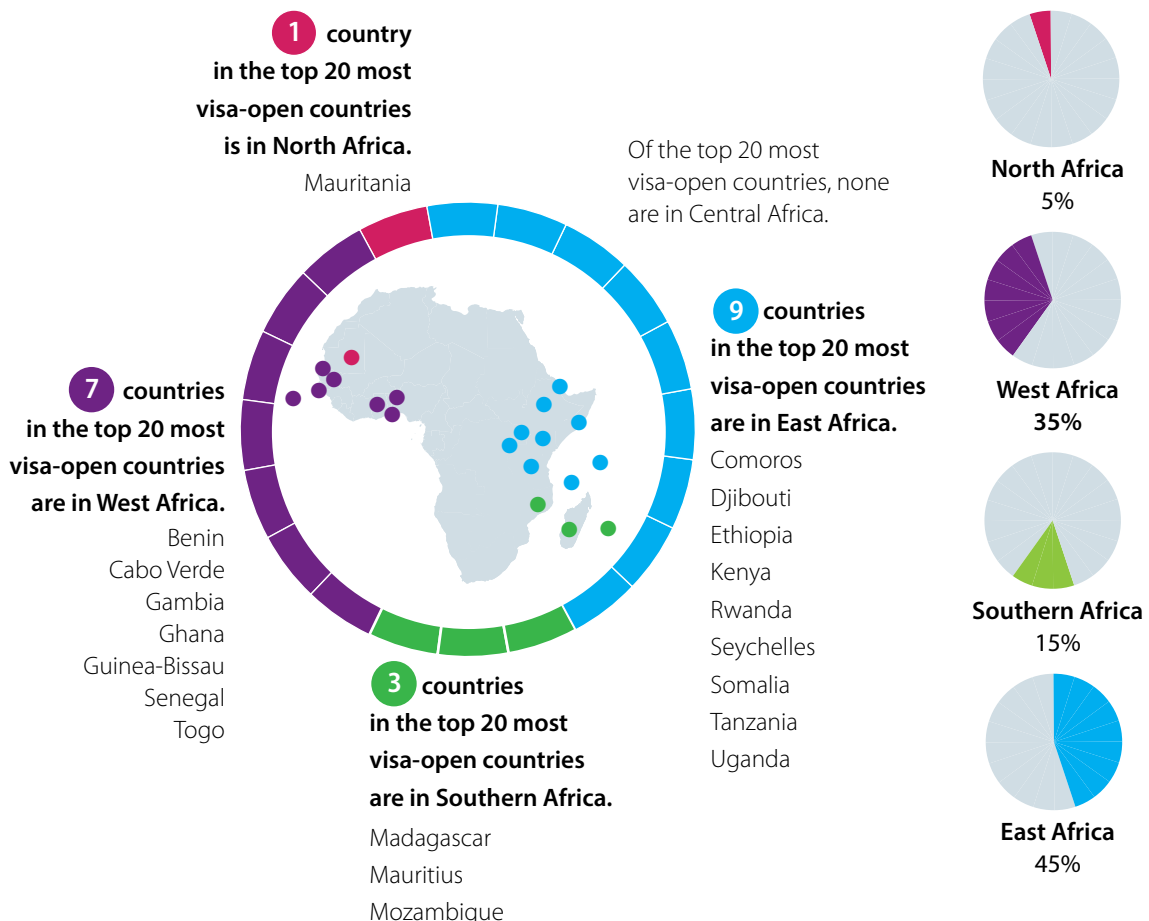 1 country
in the top 20 most
visa-open countries
is in North Africa.
Mauritania
Of the top 20 most
visa-open countries, none
are in Central Africa.
7 countries
in the top 20 most
visa-open countries
are in West Africa.
Benin
Cabo Verde
Gambia
Ghana
Guinea-Bissau
Senegal
Togo
3 countries
in the top 20 most
visa-open countries
are in Southern Africa.
Madagascar
Mauritius
Mozambique
9 countries
in the top 20 most
visa-open countries
are in East Africa.
Comoros
Djibouti
Ethiopia
Kenya
Rwanda
Seychelles
Somalia
Tanzania
Uganda
North Africa
5%
West Africa
35%
Southern Africa
15%
East Africa
45%